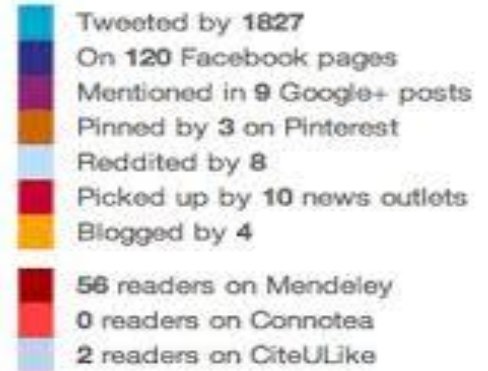 Tweeted by 1827
On 120 Facebook pages
Mentioned in 9 Google+ posts
Pinned by 3 on Pinterest
Reddited by 8
Picked up by 10 news outlets
Blogged by 4
56 readers on Mendeley
0 readers on Connotea
2 readers on CiteULike